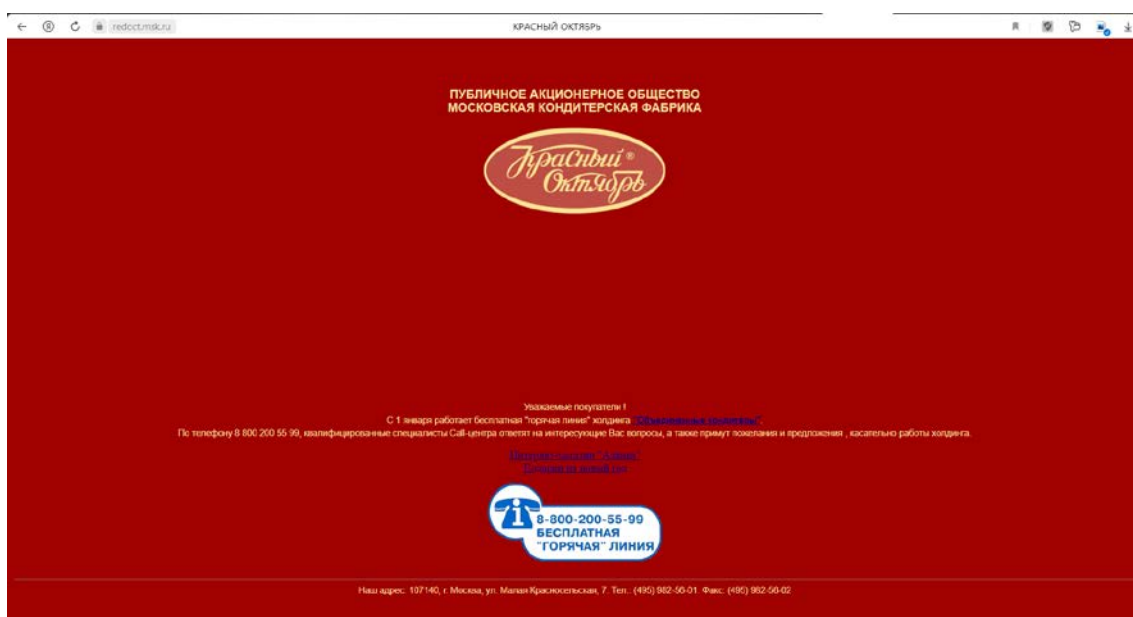 redoct.msk.ru
КРАСНЫЙ ОКТЯБРЬ
ПУБЛИЧНОЕ АКЦИОНЕРНОЕ ОБЩЕСТВО
МОСКОВСКАЯ КОНДИТЕРСКАЯ ФАБРИКА
Красный ®
Октябрь
Уважаемые покупатели !
С 1 января работает бесплатная "горячая линия" холдинга "Объединенные кондитеры".
По телефону 8 800 200 55 99, квалифицированные специалисты Call-центра ответят на интересующие Вас вопросы, а также примут пожелания и предложения , касательно работы холдинга.
8-800-200-55-99
БЕСПЛАТНАЯ
"ГОРЯЧАЯ" ЛИНИЯ
Наш адрес: 107140, г. Москва, ул. Малая Красносельская, 7. Тел.: (495) 982-56-01. Факс: (495) 982-56-02